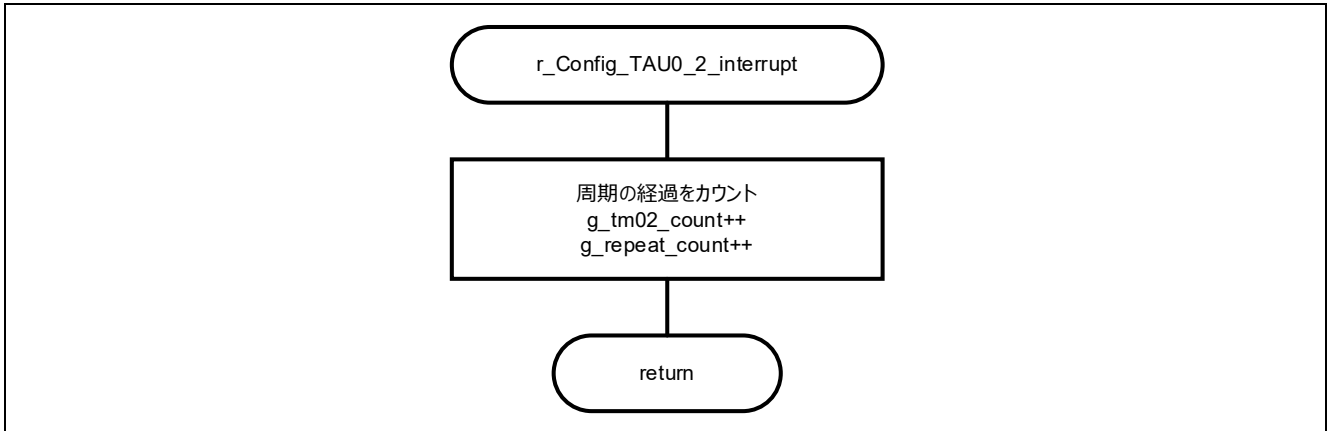 r_Config_TAU0_2_interrupt
周期の経過をカウント
g_tm02_count++
g_repeat_count++
return